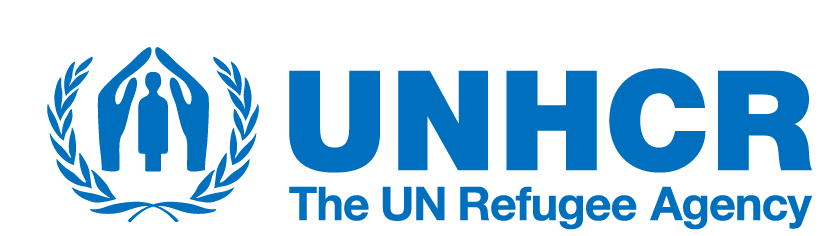 UNHCR
The UN Refugee Agency